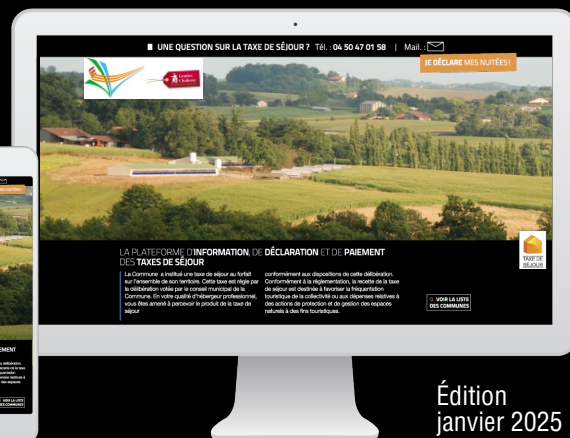 UNE QUESTION SUR LA TAXE DE SÉJOUR ? Tél. : 04 50 47 01 58 | Mail. :
JE DÉCLARE MES NUITÉES !
LA PLATEFORME D'INFORMATION, DE DÉCLARATION ET DE PAIEMENT
DES TAXES DE SÉJOUR
La Commune a institué une taxe de séjour au forfait
sur l'ensemble de son territoire. Cette taxe est régie par
la délibération votée par le conseil municipal de la
Commune. En votre qualité d'hébergeur professionnel,
vous êtes amené à percevoir le produit de la taxe de
séjour
conformément aux dispositions de cette délibération.
Conformément à la réglementation, la recette de la taxe
de séjour est destinée à favoriser la fréquentation
touristique de la collectivité ou aux dépenses relatives à
des actions de protection et de gestion des espaces
naturels à des fins touristiques.
TAXE DE
SÉJOUR
VOIR LA LISTE
DES COMMUNES
EMENT
VOIR LA LISTE
DES COMMUNES
Édition
janvier 2025